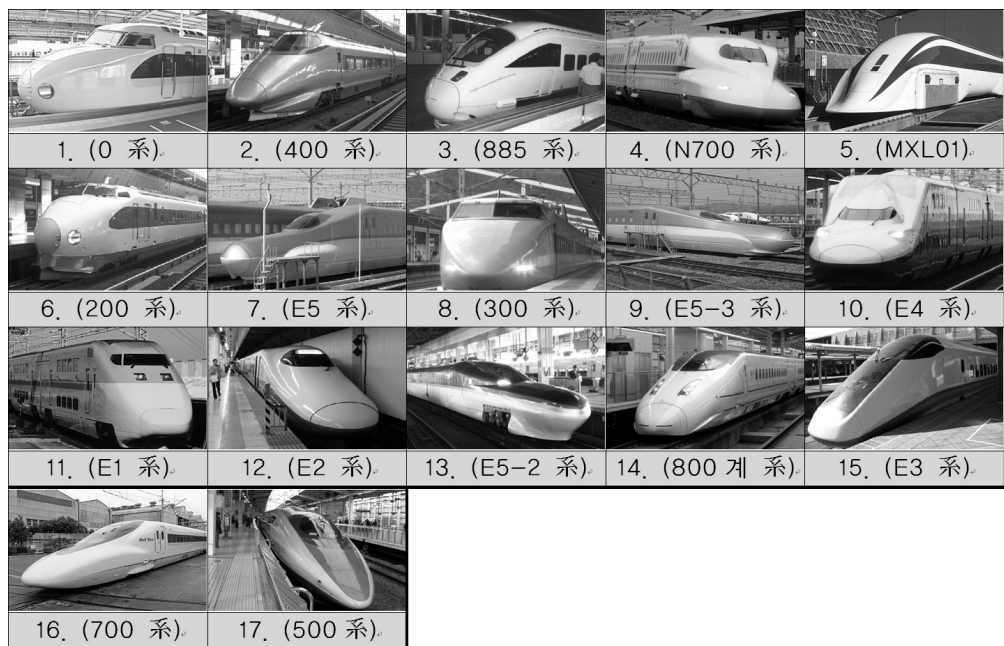 1. (0 系)
2. (400 系)
3. (885 系)
4. (N700 系)
5. (MXL01)
6. (200 系)
7. (E5 系)
8. (300 系)
9. (E5-3 系)
10. (E4 系)
11. (E1 系)
12. (E2 系)
13. (E5-2 系)
14. (800 계 系)
15. (E3 系)
16. (700 系)
17. (500 系)